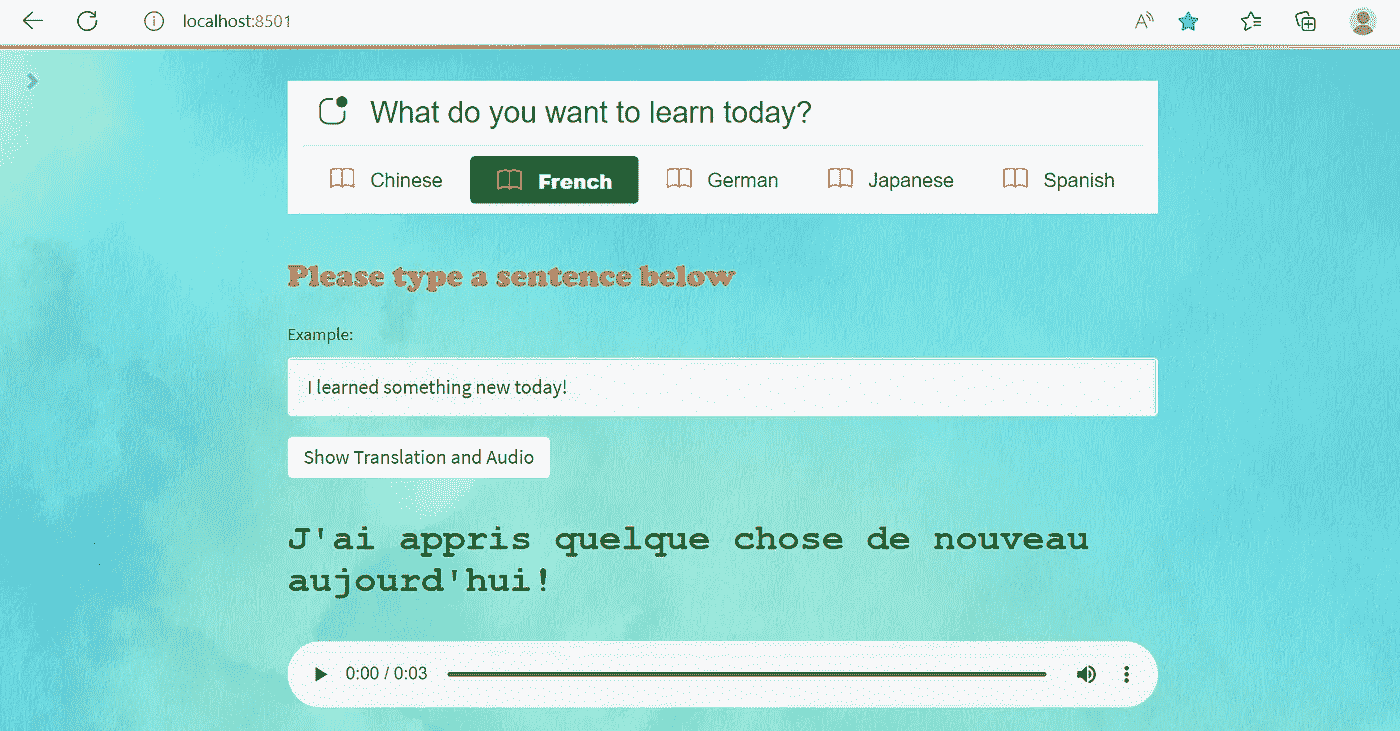 localhost:8501
What do you want to learn today?
Chinese French German Japanese Spanish
Please type a sentence below
Example:
I learned something new today!
Show Translation and Audio
J'ai appris quelque chose de nouveau
aujourd'hui!
0:00 / 0:03